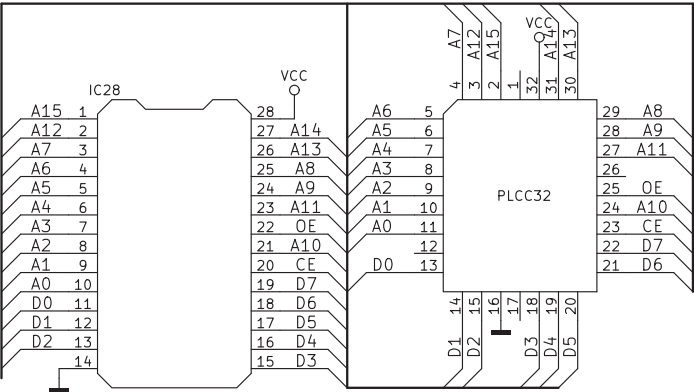 A7 A12 A15 VCC A14 A13
4 3 2 1 32 31 30
IC28 VCC
A15 1 28
A12 2 27 A14
A7 3 26 A13
A6 4 25 A8
A5 5 24 A9
A4 6 23 A11
A3 7 22 OE
A2 8 21 A10
A1 9 20 CE
A0 10 19 D7
D0 11 18 D6
D1 12 17 D5
D2 13 16 D4
14 15 D3
A6 5 29 A8
A5 6 28 A9
A4 7 27 A11
A3 8 26
A2 9 25 OE
PLCC32
A1 10 24 A10
A0 11 23 CE
12 22 D7
D0 13 21 D6
14 15 16 17 18 19 20
D1 D2 D3 D4 D5